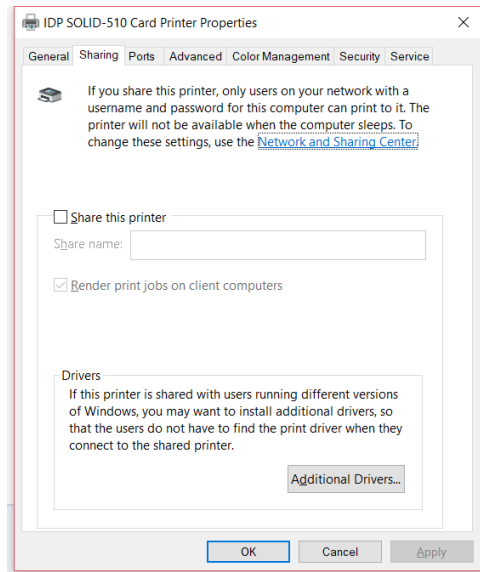 IDP SOLID-510 Card Printer Properties
General Sharing Ports Advanced Color Management Security Service
If you share this printer, only users on your network with a
username and password for this computer can print to it. The
printer will not be available when the computer sleeps. To
change these settings, use the Network and Sharing Center.
Share this printer
Share name:
Render print jobs on client computers
Drivers
If this printer is shared with users running different versions
of Windows, you may want to install additional drivers, so
that the users do not have to find the print driver when they
connect to the shared printer.
Additional Drivers...
OK Cancel Apply